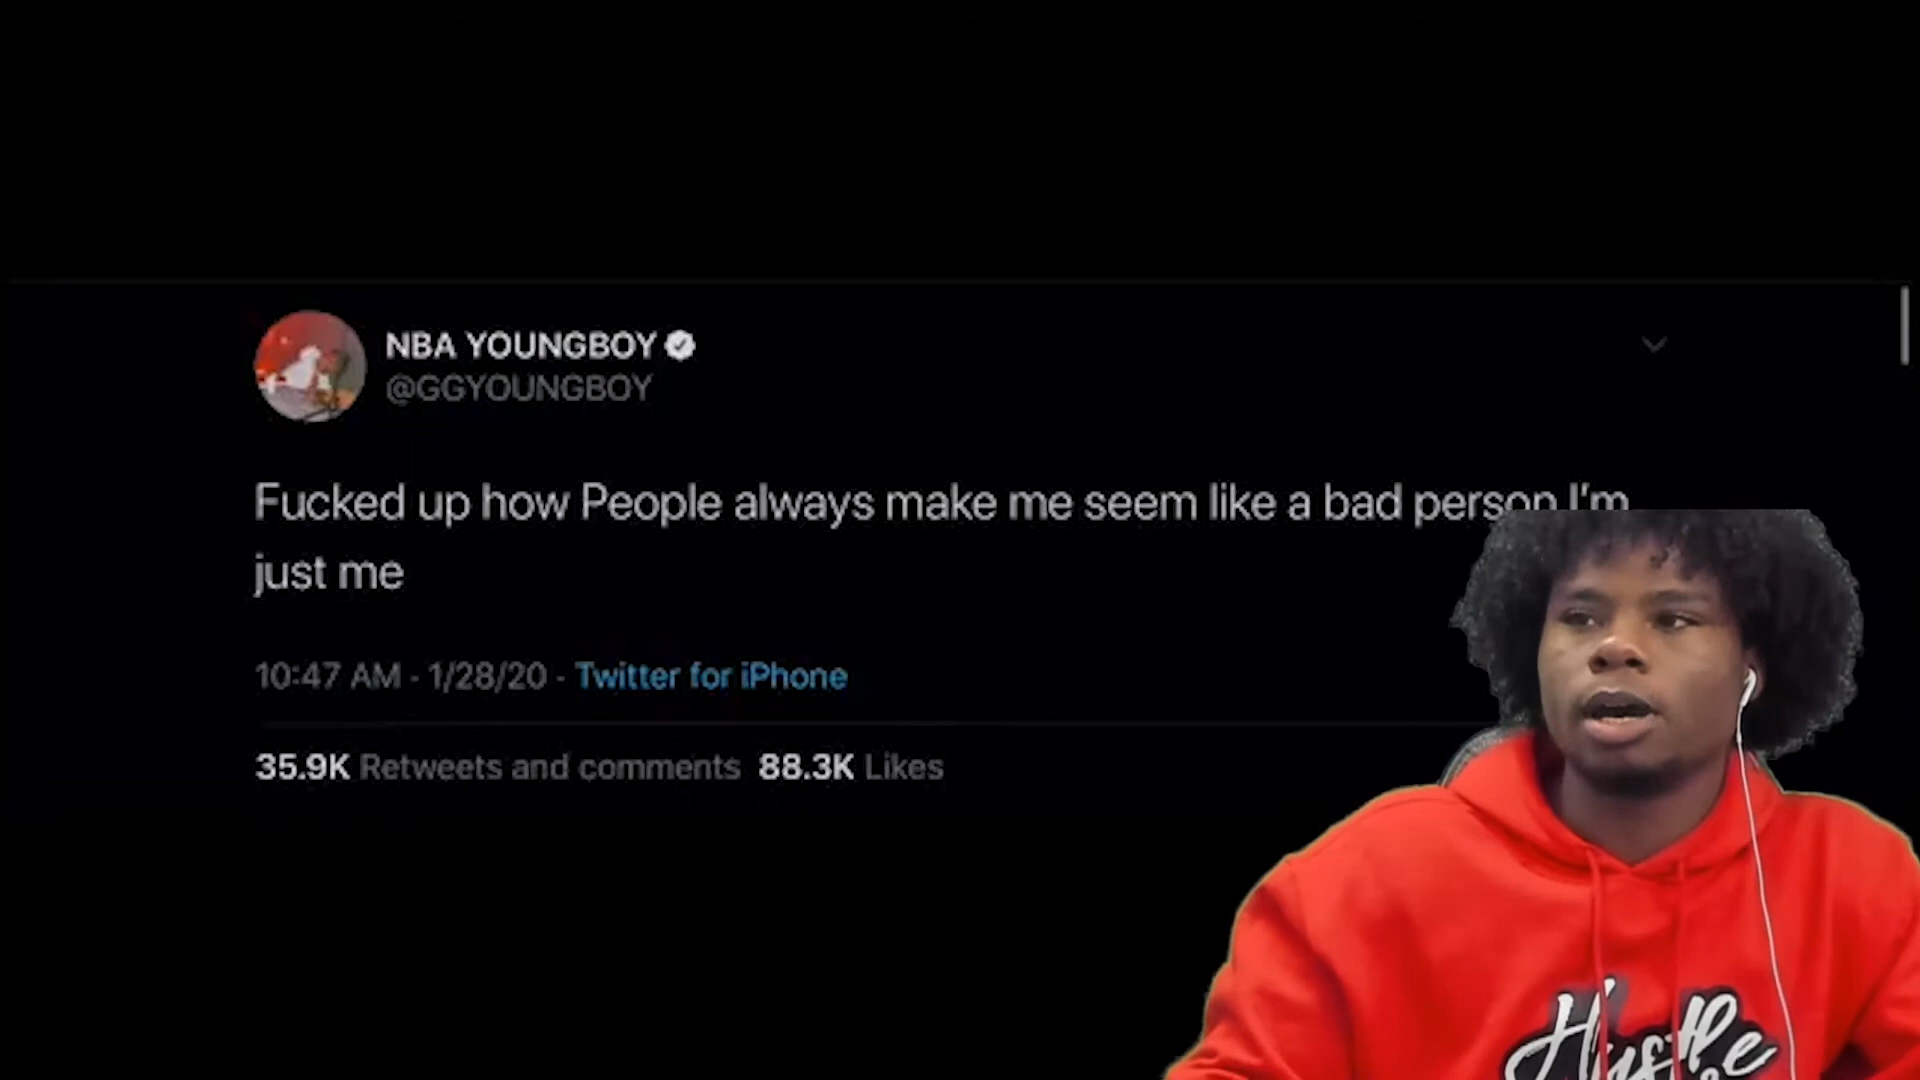 NBA YOUNGBOY
@GGYOUNGBOY
Fucked up how People always make me seem like a bad person I'm
just me
10:47 AM · 1/28/20 · Twitter for iPhone
35.9K Retweets and comments 88.3K Likes
Hustle